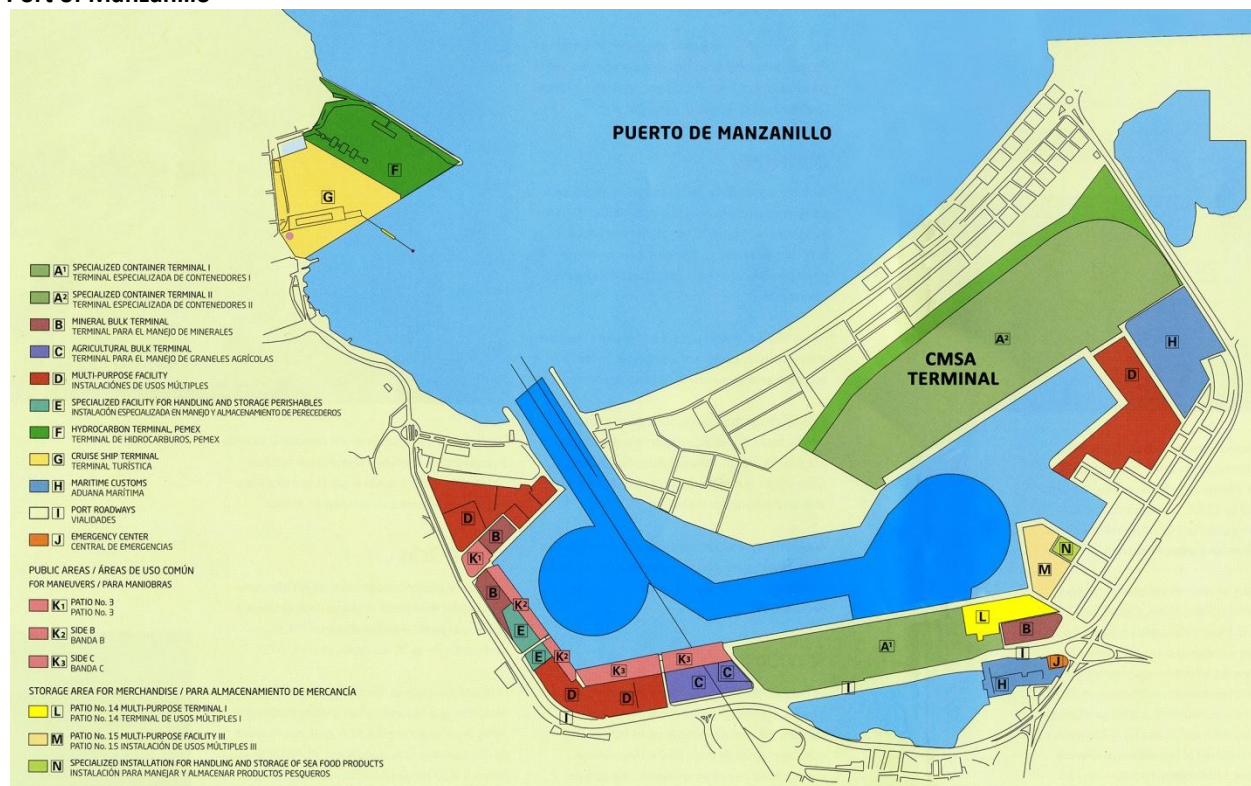 Port of Manzanillo
PUERTO DE MANZANILLO
F
G
A1 SPECIALIZED CONTAINER TERMINAL I
TERMINAL ESPECIALIZADA DE CONTENEDORES I
A2 SPECIALIZED CONTAINER TERMINAL II
TERMINAL ESPECIALIZADA DE CONTENEDORES II
B MINERAL BULK TERMINAL
TERMINAL PARA EL MANEJO DE MINERALES
C AGRICULTURAL BULK TERMINAL
TERMINAL PARA EL MANEJO DE GRANELES AGRÍCOLAS
D MULTI-PURPOSE FACILITY
INSTALACIÓNES DE USOS MÚLTIPLES
E SPECIALIZED FACILITY FOR HANDLING AND STORAGE PERISHABLES
INSTALACIÓN ESPECIALIZADA EN MANEJO Y ALMACENAMIENTO DE PERECEDEROS
F HYDROCARBON TERMINAL, PEMEX
TERMINAL DE HIDROCARBUROS, PEMEX
G CRUISE SHIP TERMINAL
TERMINAL TURÍSTICA
H MARITIME CUSTOMS
ADUANA MARÍTIMA
I PORT ROADWAYS
VIALIDADES
J EMERGENCY CENTER
CENTRAL DE EMERGENCIAS
PUBLIC AREAS / ÁREAS DE USO COMÚN
FOR MANEUVERS / PARA MANIOBRAS
K1 PATIO No. 3
PATIO No. 3
K2 SIDE B
BANDA B
K3 SIDE C
BANDA C
STORAGE AREA FOR MERCHANDISE / PARA ALMACENAMIENTO DE MERCANCÍA
L PATIO No. 14 MULTI-PURPOSE TERMINAL I
PATIO No. 14 TERMINAL DE USOS MÚLTIPLES I
M PATIO No. 15 MULTI-PURPOSE FACILITY III
PATIO No. 15 INSTALACIÓN DE USOS MÚLTIPLES III
N SPECIALIZED INSTALLATION FOR HANDLING AND STORAGE OF SEA FOOD PRODUCTS
INSTALACIÓN PARA MANEJAR Y ALMACENAR PRODUCTOS PESQUEROS
A2
CMSA
TERMINAL
H
D
D
B
K1
B
K2
E
E
K2
K3
K3
D
D
C
C
I
A1
I
L
B
M
N
I
J
H